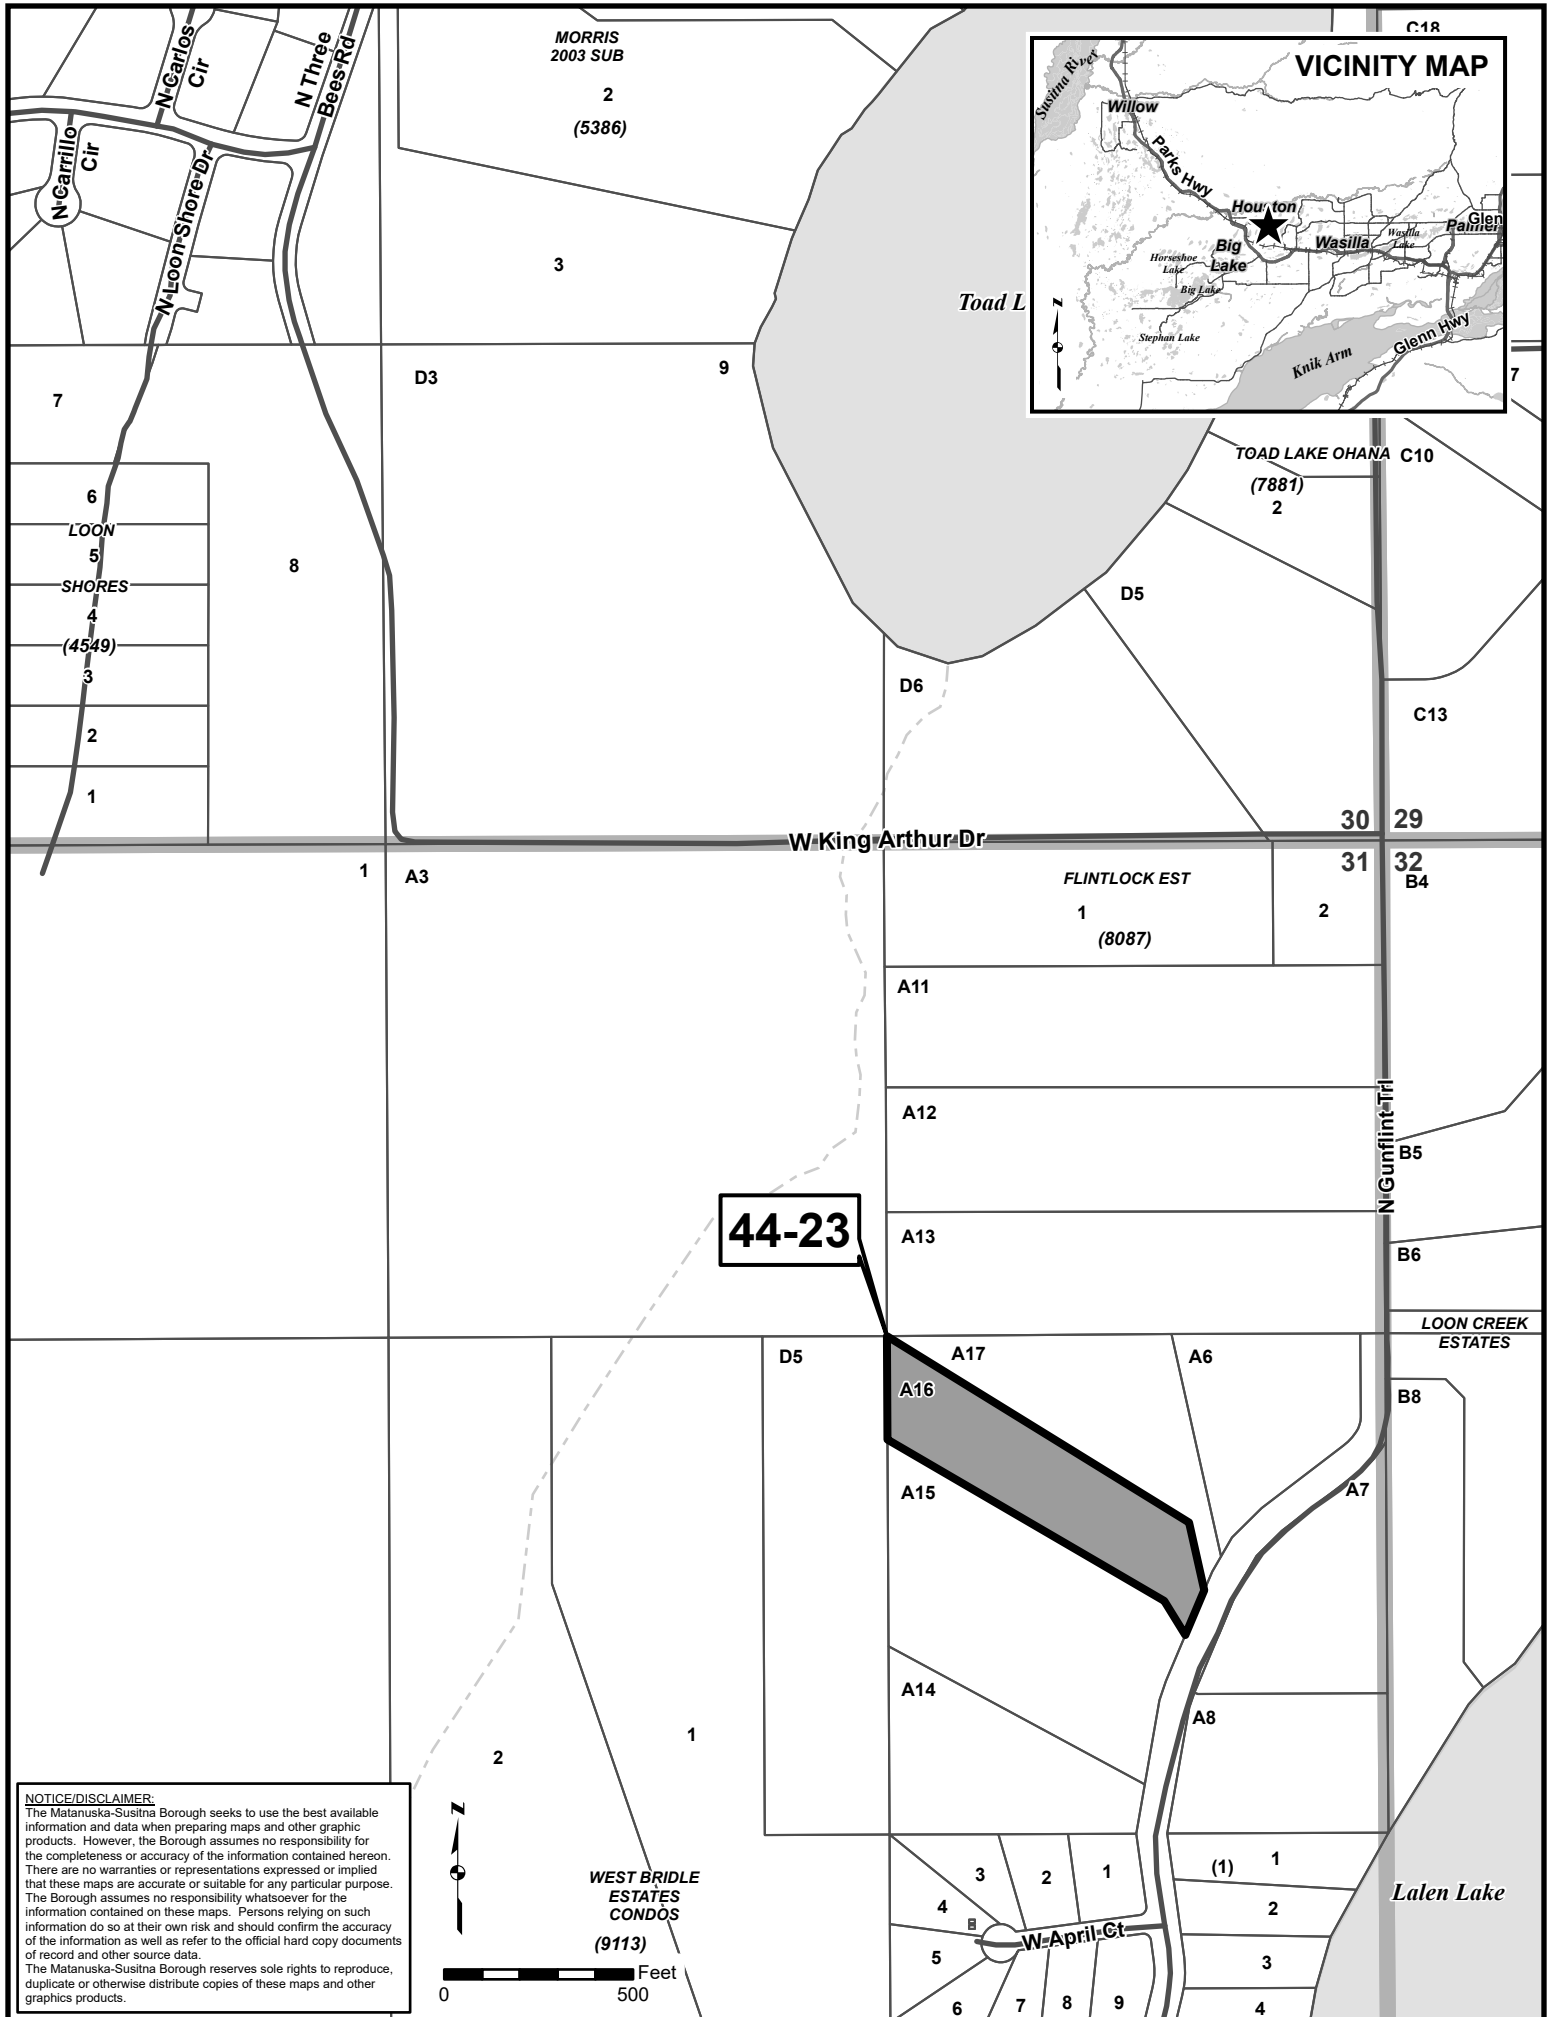 N Carlos
Cir
N Three
Bees Rd
N Carrillo
Cir
N Loon Shore Dr
MORRIS
2003 SUB
2
(5386)
3
C18
VICINITY MAP
Susitna River
Willow
Parks Hwy
Houston
Big
Lake
Wasilla
Wasilla
Lake
Palmer
Glen
Horseshoe
Lake
Big Lake
Stephan Lake
Knik Arm
Glenn Hwy
Z
Toad L
7
D3
9
7
6
LOON
5
SHORES
4
(4549)
3
2
1
8
TOAD LAKE OHANA
(7881)
2
C10
D5
D6
C13
W King Arthur Dr
30
29
31
32
1
A3
FLINTLOCK EST
1
(8087)
2
B4
A11
A12
N Gunflint Trl
B5
A13
B6
44-23
LOON CREEK
ESTATES
D5
A17
A16
A6
B8
A15
A7
A14
A8
1
2
NOTICE/DISCLAIMER:
The Matanuska-Susitna Borough seeks to use the best available
information and data when preparing maps and other graphic
products. However, the Borough assumes no responsibility for
the completeness or accuracy of the information contained hereon.
There are no warranties or representations expressed or implied
that these maps are accurate or suitable for any particular purpose.
The Borough assumes no responsibility whatsoever for the
information contained on these maps. Persons relying on such
information do so at their own risk and should confirm the accuracy
of the information as well as refer to the official hard copy documents
of record and other source data.
The Matanuska-Susitna Borough reserves sole rights to reproduce,
duplicate or otherwise distribute copies of these maps and other
graphics products.
Z
Feet
0
500
WEST BRIDLE
ESTATES
CONDOS
(9113)
3
2
1
4
5
W April Ct
6
7
8
9
(1)
1
2
3
4
Lalen Lake